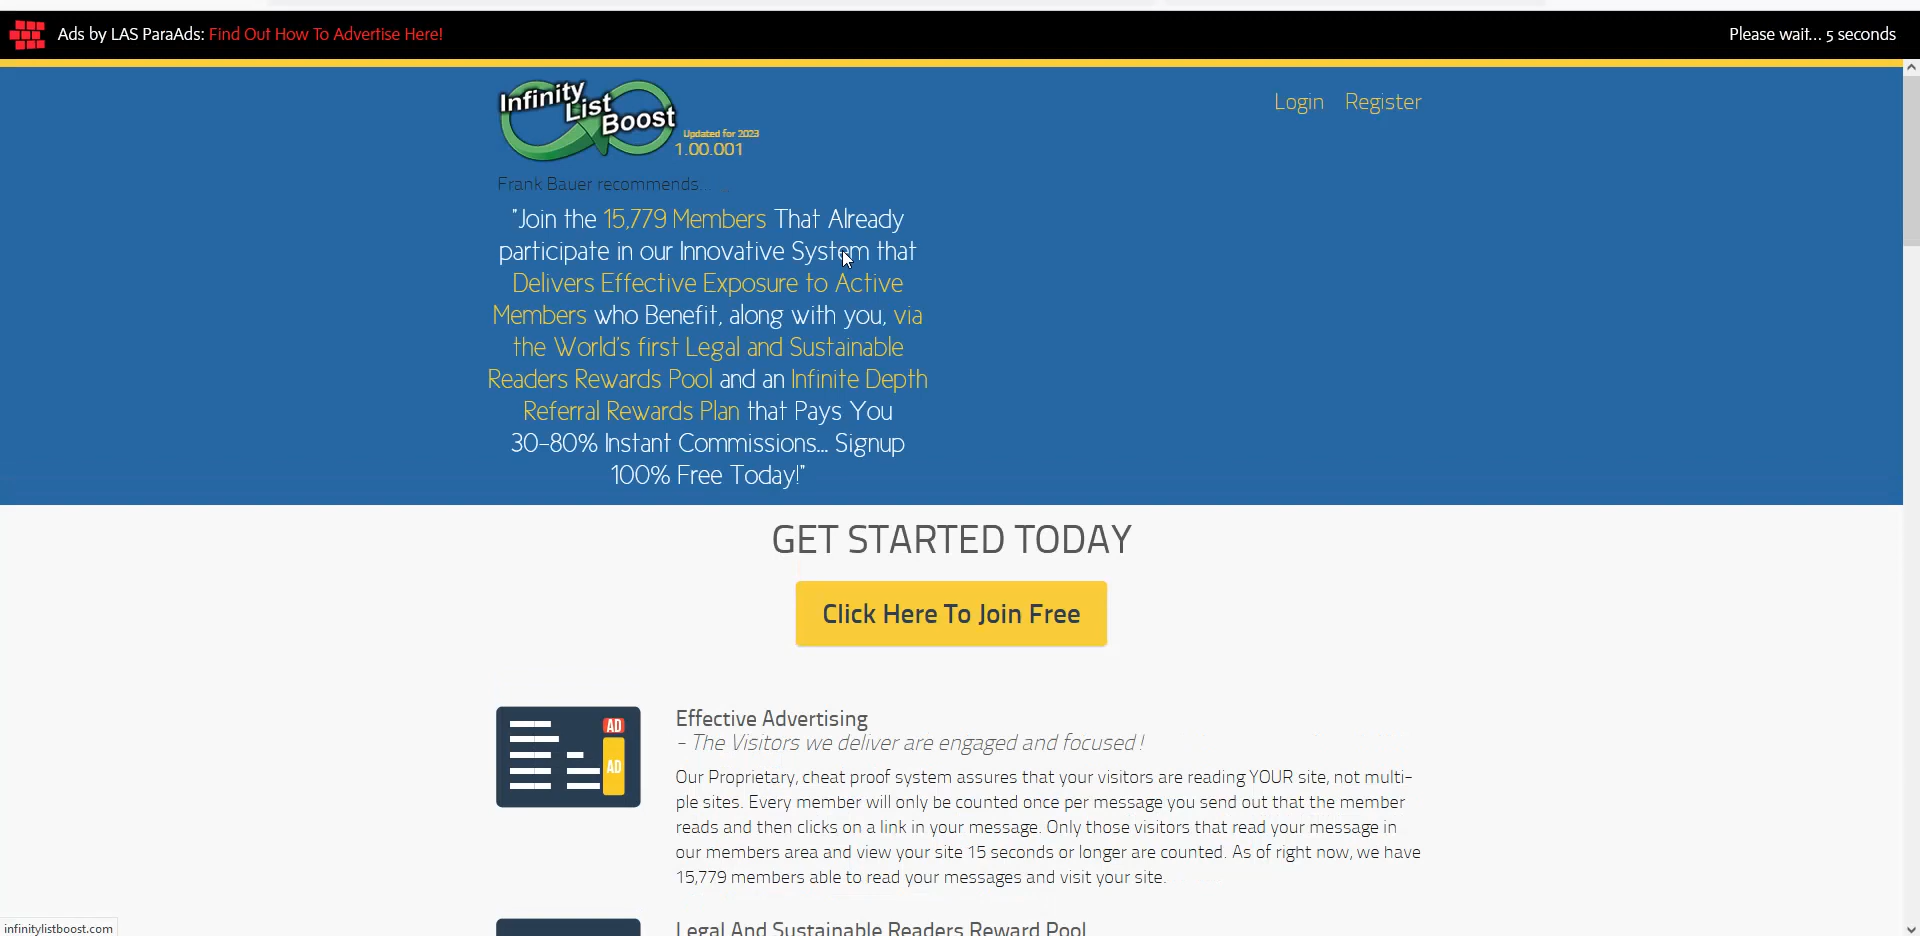 Ads by LAS ParaAds: Find Out How To Advertise Here!
Please wait... 5 seconds
Infinity
List
Boost
Updated for 2023
1.00.001
Login Register
Frank Bauer recommends... ...
"Join the 15,779 Members That Already
participate in our Innovative System that
Delivers Effective Exposure to Active
Members who Benefit, along with you, via
the World's first Legal and Sustainable
Readers Rewards Pool and an Infinite Depth
Referral Rewards Plan that Pays You
30-80% Instant Commissions... Signup
100% Free Today!"
GET STARTED TODAY
Click Here To Join Free
AD
AD
Effective Advertising
- The Visitors we deliver are engaged and focused!
Our Proprietary, cheat proof system assures that your visitors are reading YOUR site, not multi-
ple sites. Every member will only be counted once per message you send out that the member
reads and then clicks on a link in your message. Only those visitors that read your message in
our members area and view your site 15 seconds or longer are counted. As of right now, we have
15,779 members able to read your messages and visit your site.
Legal And Sustainable Readers Reward Pool
infinitylistboost.com